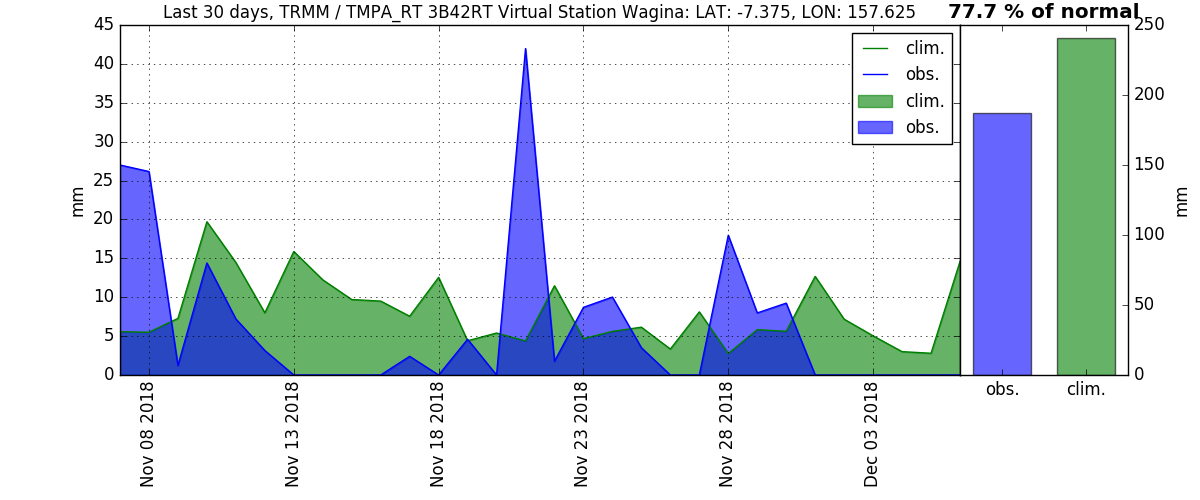 Last 30 days, TRMM / TMPA_RT 3B42RT Virtual Station Wagina: LAT: -7.375, LON: 157.625
77.7 % of normal
45
40
35
30
25
20
15
10
5
0
mm
clim.
obs.
clim.
obs.
Nov 08 2018
Nov 13 2018
Nov 18 2018
Nov 23 2018
Nov 28 2018
Dec 03 2018
250
200
150
100
50
0
mm
obs.
clim.